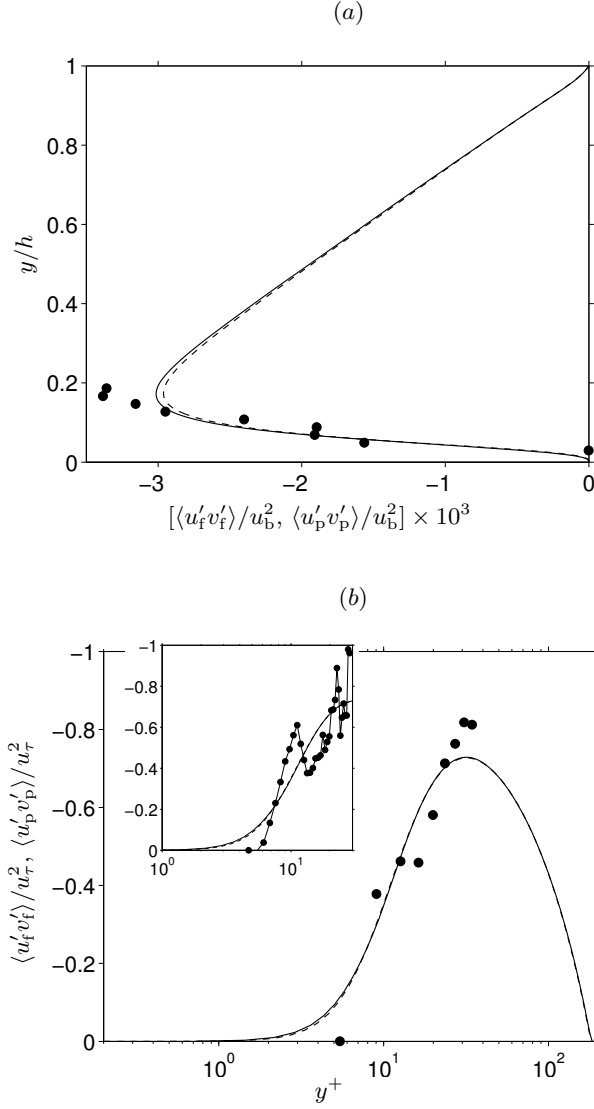 (a)
1
0.8
0.6
0.4
0.2
0
y/h
−3 −2 −1 0
[⟨u′_f v′_f⟩/u_b^2, ⟨u′_p v′_p⟩/u_b^2] × 10^3
(b)
−1
−0.8
−0.6
−0.4
−0.2
0
⟨u′_f v′_f⟩/u_τ^2, ⟨u′_p v′_p⟩/u_τ^2
−1
−0.8
−0.6
−0.4
−0.2
0
10^0 10^1
10^0 10^1 10^2
y^+